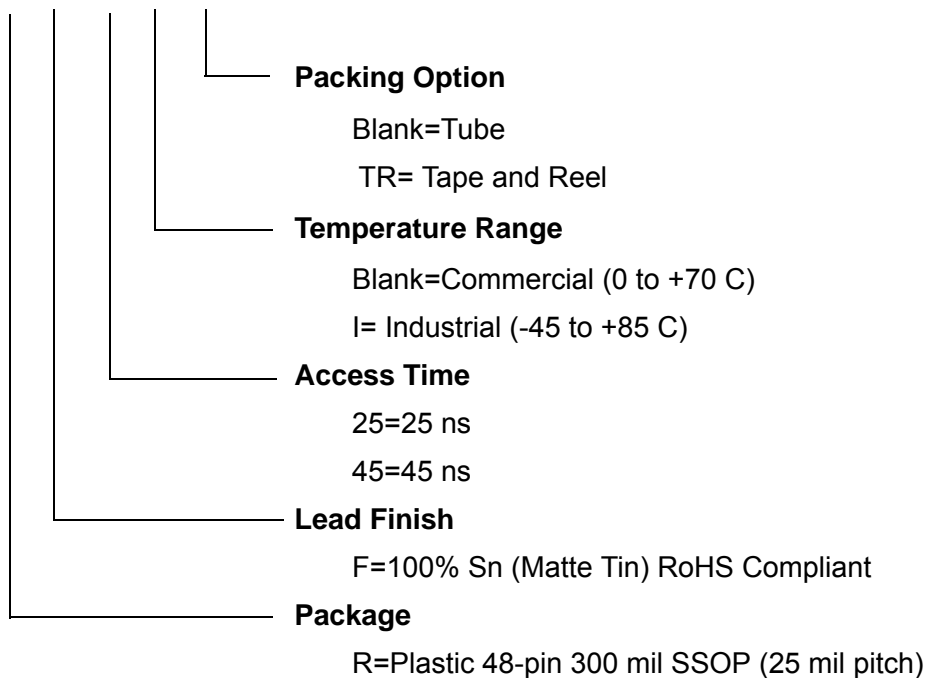 Packing Option
Blank=Tube
TR= Tape and Reel
Temperature Range
Blank=Commercial (0 to +70 C)
I= Industrial (-45 to +85 C)
Access Time
25=25 ns
45=45 ns
Lead Finish
F=100% Sn (Matte Tin) RoHS Compliant
Package
R=Plastic 48-pin 300 mil SSOP (25 mil pitch)